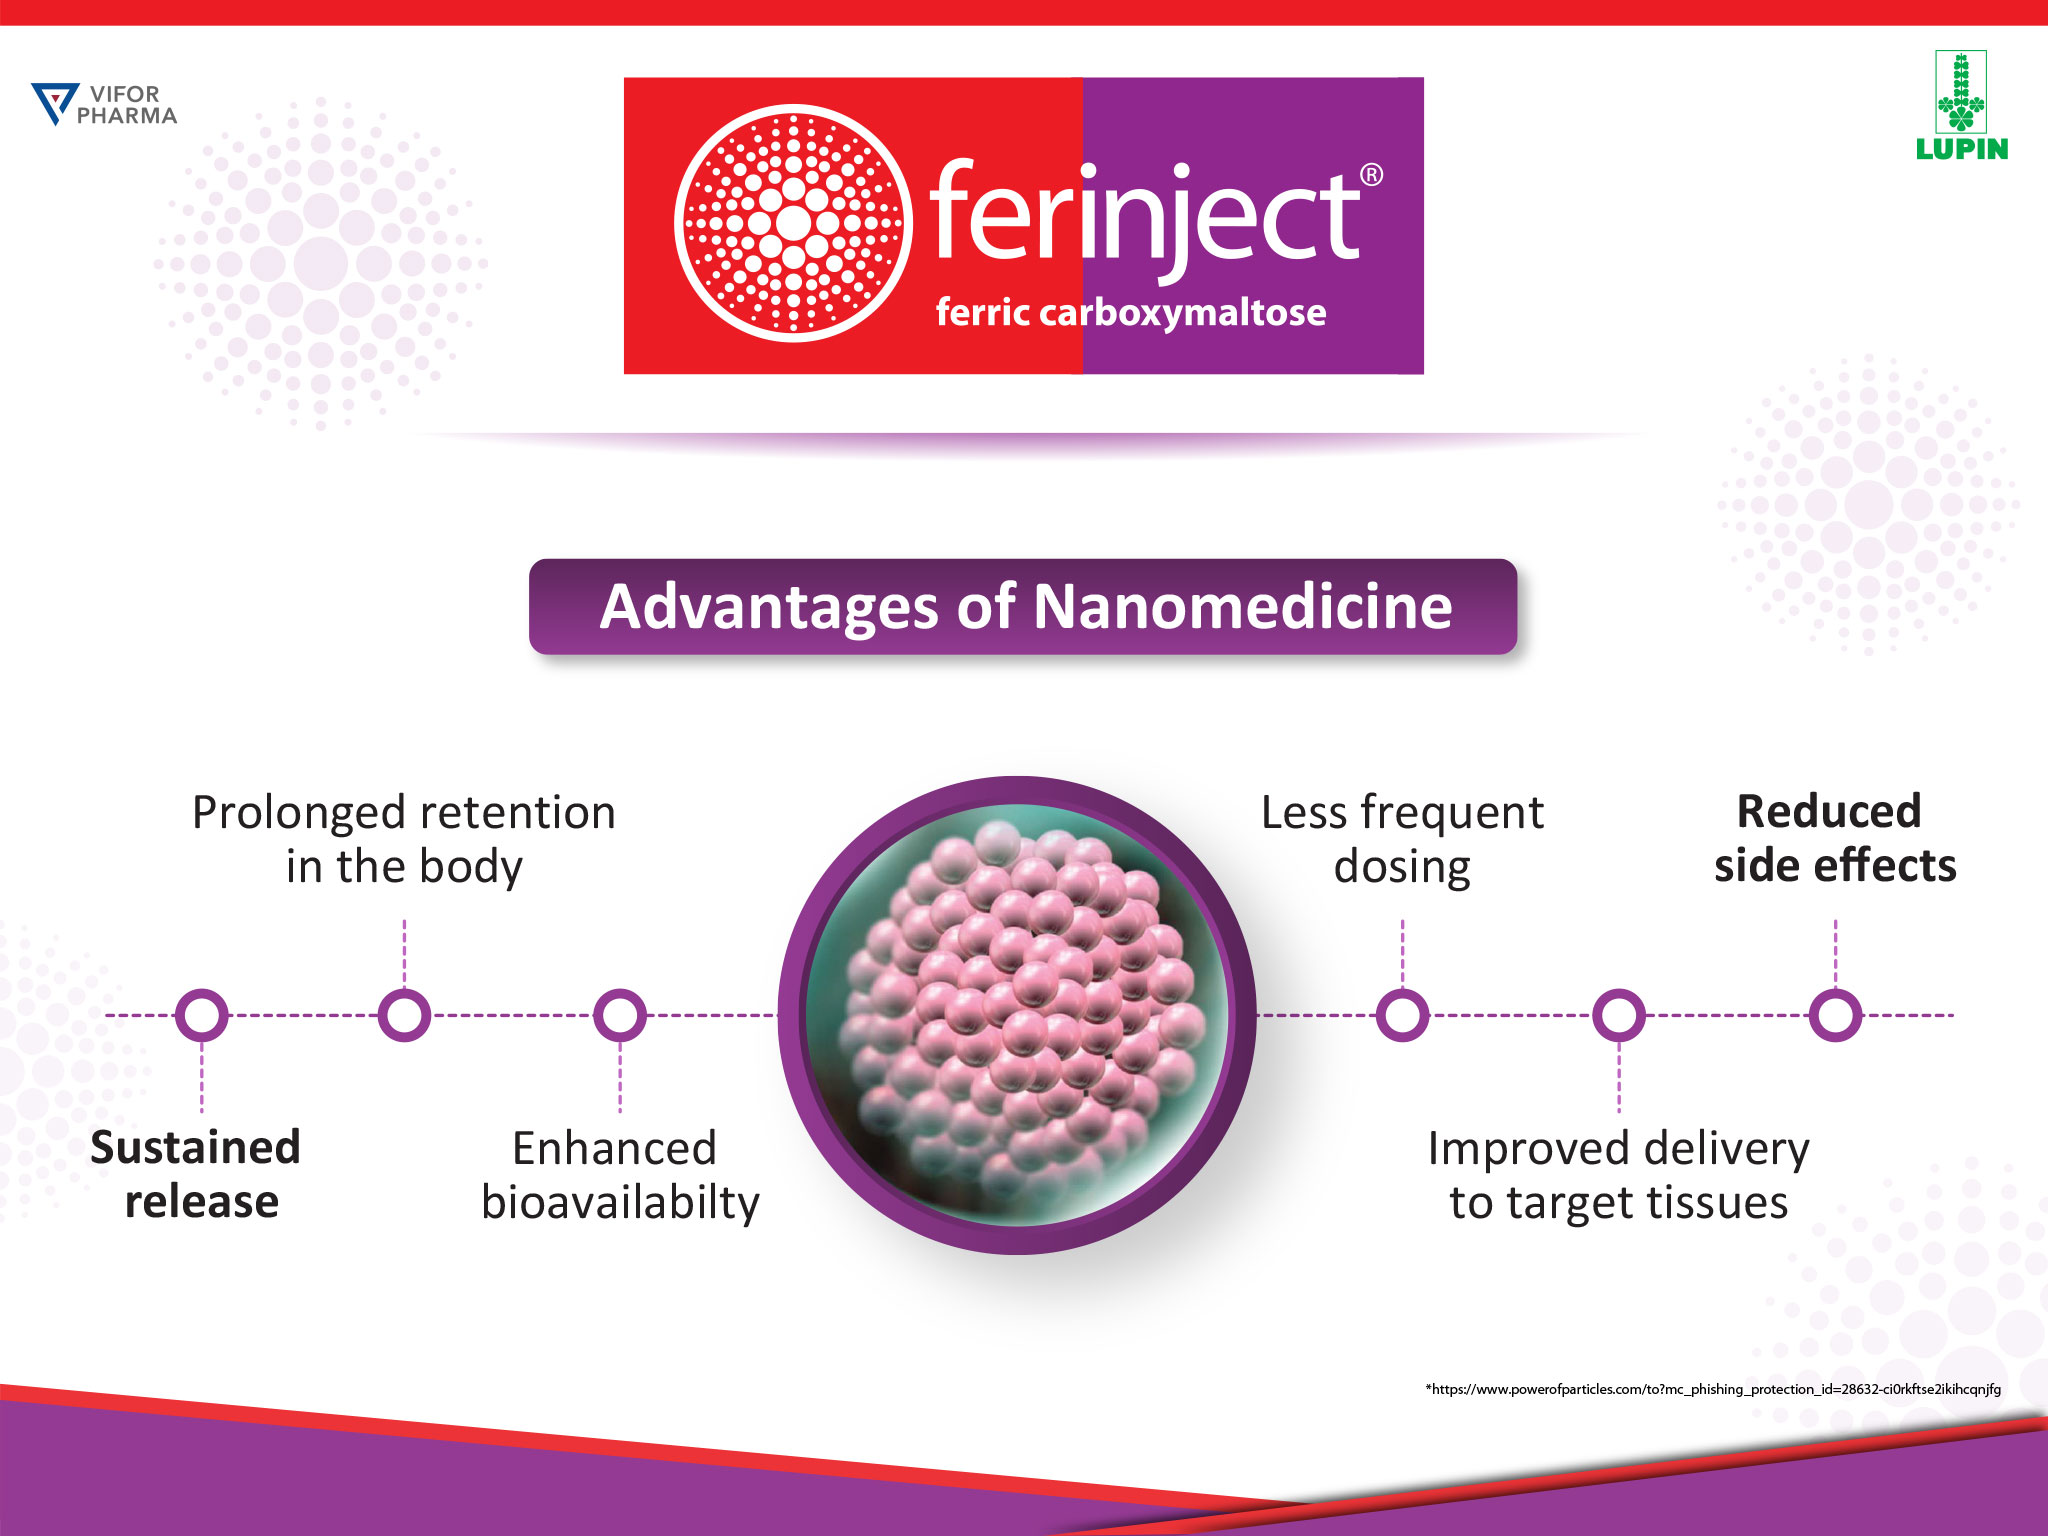 VIFOR
PHARMA
LUPIN
ferinject®
ferric carboxymaltose
Advantages of Nanomedicine
Prolonged retention
in the body
Less frequent
dosing
Reduced
side effects
Sustained
release
Enhanced
bioavailabilty
Improved delivery
to target tissues
*https://www.powerofparticles.com/to?mc_phishing_protection_id=28632-ci0rkftse2ikihcqnjfg